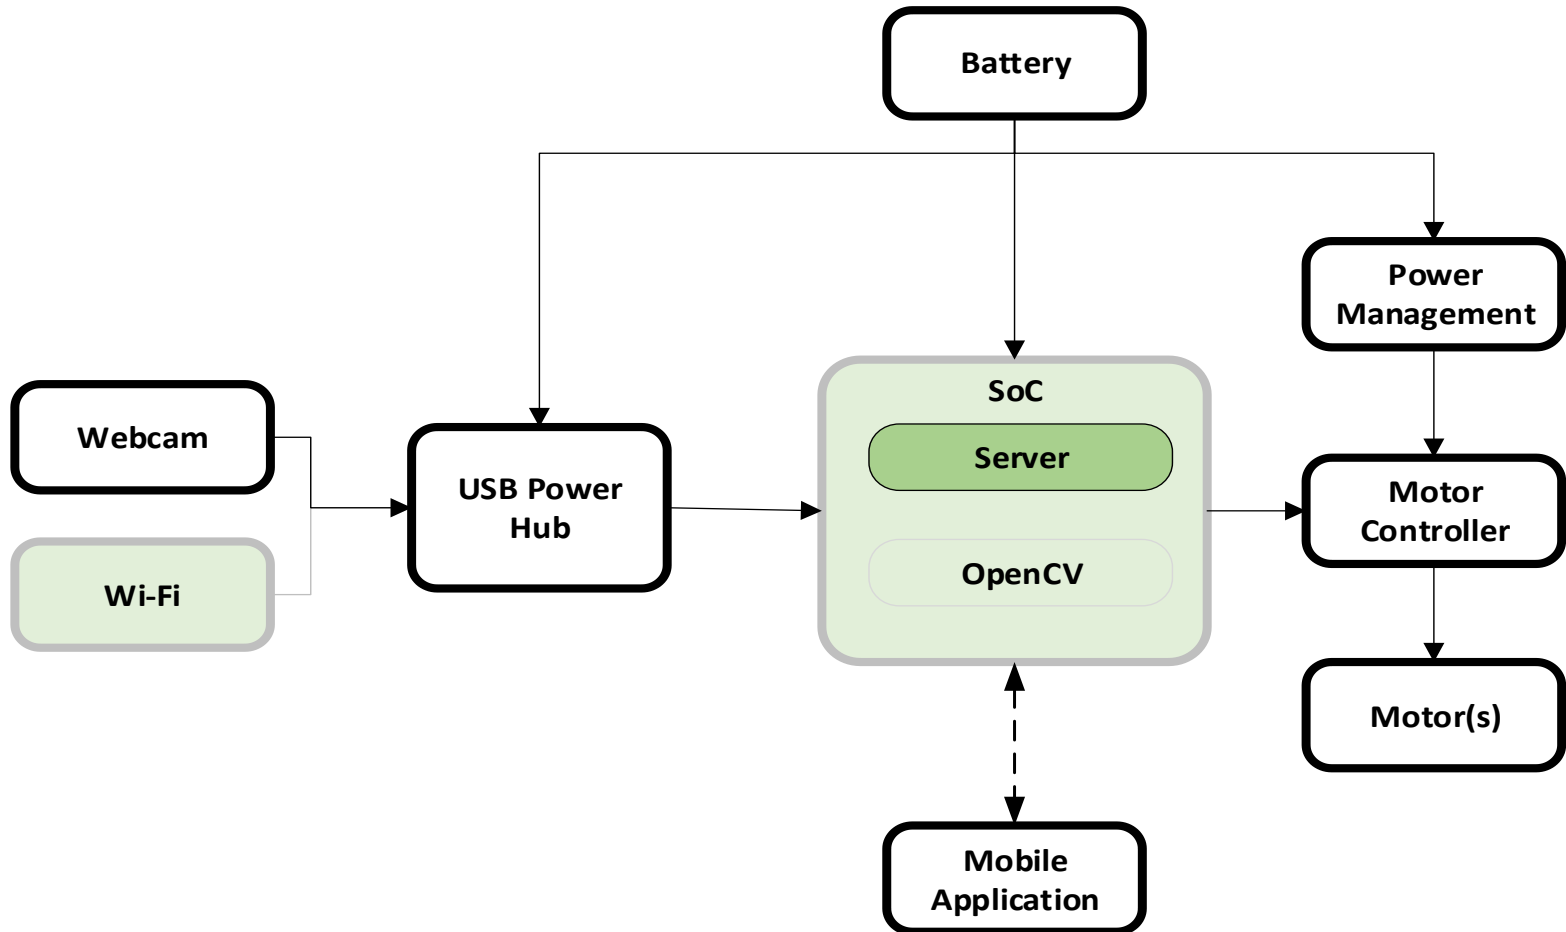 Battery
Power
Management
SoC
Webcam
Server
USB Power
Hub
Motor
Controller
OpenCV
Wi-Fi
Motor(s)
Mobile
Application